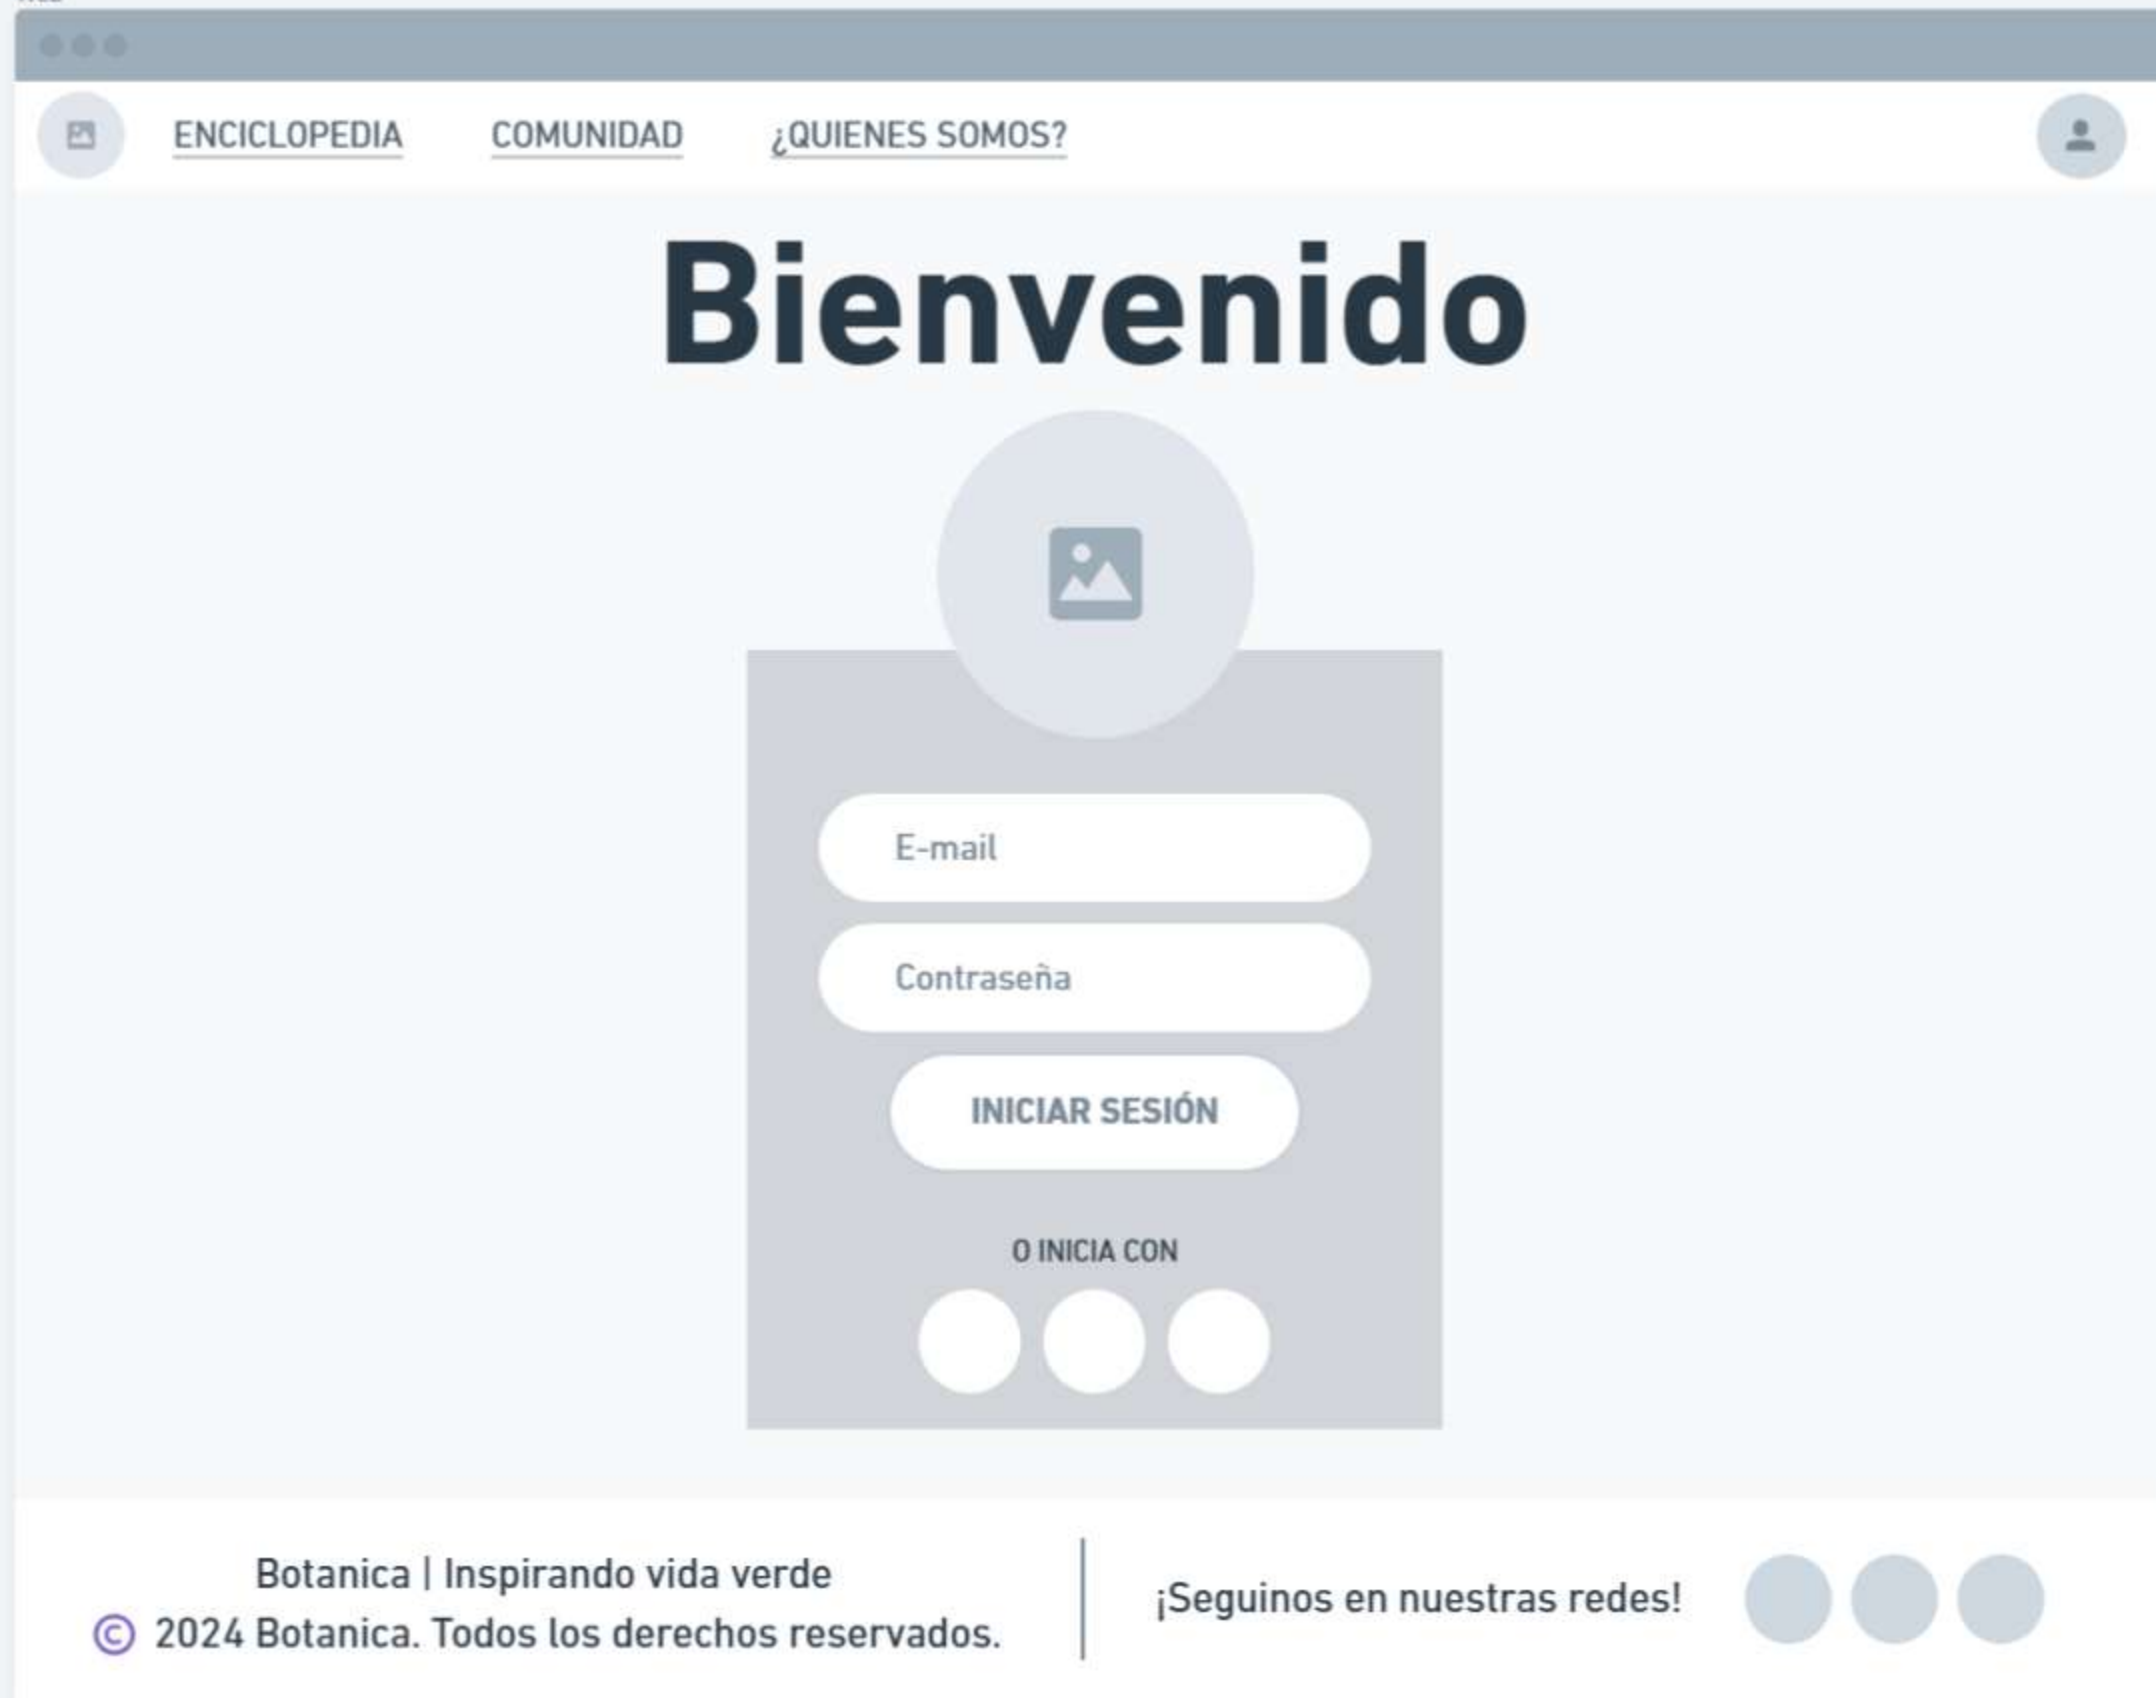 ENCICLOPEDIA COMUNIDAD ¿QUIENES SOMOS?
Bienvenido
E-mail
Contraseña
INICIAR SESIÓN
O INICIA CON
Botanica | Inspirando vida verde
© 2024 Botanica. Todos los derechos reservados.
¡Seguinos en nuestras redes!